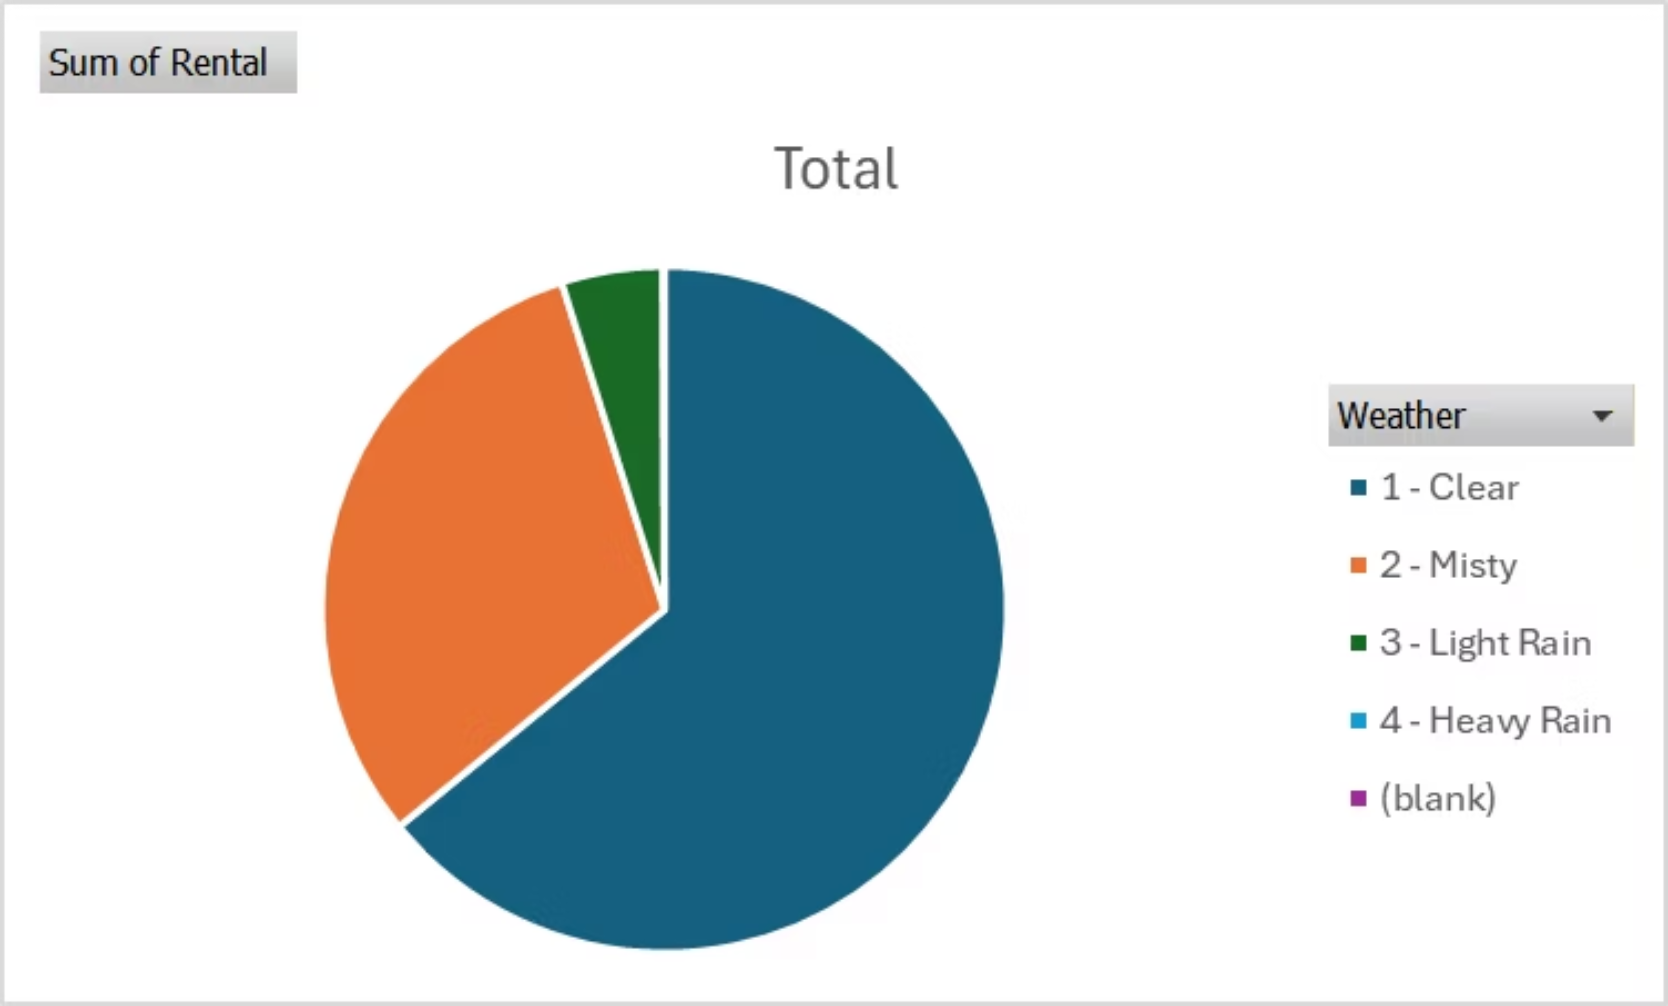 Sum of Rental
Total
Weather
1 - Clear
2 - Misty
3 - Light Rain
4 - Heavy Rain
(blank)